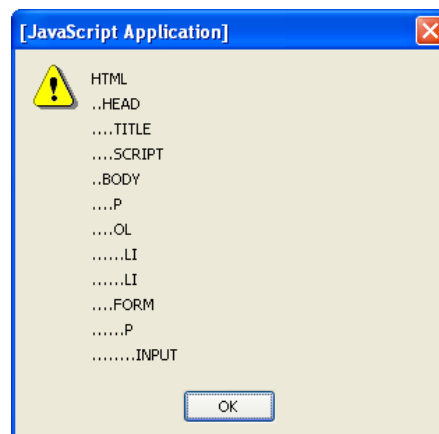 [JavaScript Application]
HTML
..HEAD
....TITLE
....SCRIPT
..BODY
....P
....OL
......LI
......LI
....FORM
......P
........INPUT
OK